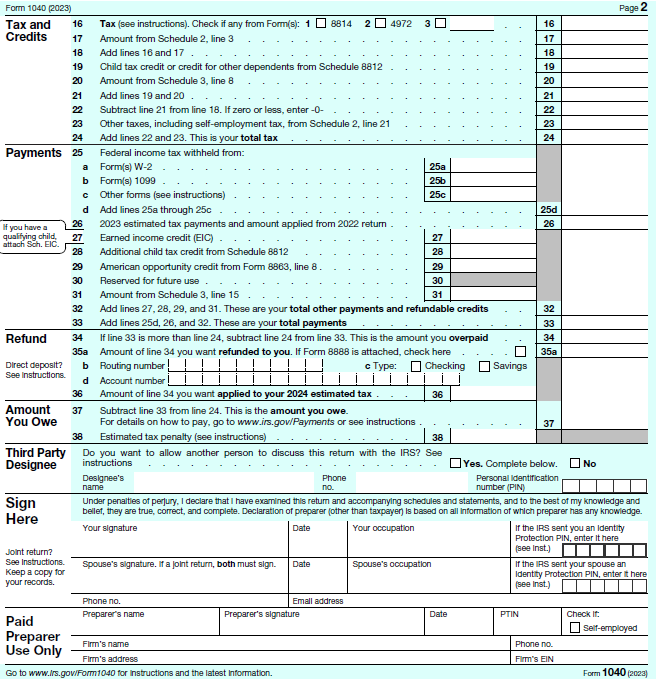 Form 1040 (2023) Page 2
Tax and Credits
16 Tax (see instructions). Check if any from Form(s): 1 8814 2 4972 3 16
17 Amount from Schedule 2, line 3 . . . . . . . . . . . . . . . . . 17
18 Add lines 16 and 17 . . . . . . . . . . . . . . . . . 18
19 Child tax credit or credit for other dependents from Schedule 8812 . . . . . . . . . 19
20 Amount from Schedule 3, line 8 . . . . . . . . . . . . . . . . . 20
21 Add lines 19 and 20 . . . . . . . . . . . . . . . . . 21
22 Subtract line 21 from line 18. If zero or less, enter -0- . . . . . . . . . . . . 22
23 Other taxes, including self-employment tax, from Schedule 2, line 21 . . . . . . . . 23
24 Add lines 22 and 23. This is your total tax . . . . . . . . . . . . . 24
Payments
25 Federal income tax withheld from:
a Form(s) W-2 . . . . . . . . . . . . 25a
b Form(s) 1099 . . . . . . . . . . . . 25b
c Other forms (see instructions) . . . . . . . . . 25c
d Add lines 25a through 25c . . . . . . . . . . . . . . . . . 25d
If you have a
qualifying child,
attach Sch. EIC.
26 2023 estimated tax payments and amount applied from 2022 return . . . . . . . . 26
27 Earned income credit (EIC) . . . . . . . . . . 27
28 Additional child tax credit from Schedule 8812 . . . . . . 28
29 American opportunity credit from Form 8863, line 8 . . . . . 29
30 Reserved for future use . . . . . . . . . . 30
31 Amount from Schedule 3, line 15 . . . . . . . . . 31
32 Add lines 27, 28, 29, and 31. These are your total other payments and refundable credits . . 32
33 Add lines 25d, 26, and 32. These are your total payments . . . . . . . . . 33
Refund
34 If line 33 is more than line 24, subtract line 24 from line 33. This is the amount you overpaid . . 34
35a Amount of line 34 you want refunded to you. If Form 8888 is attached, check here . . . . 35a
Direct deposit?
See instructions.
b Routing number c Type: Checking Savings
d Account number
36 Amount of line 34 you want applied to your 2024 estimated tax . . . 36
Amount
You Owe
37 Subtract line 33 from line 24. This is the amount you owe.
For details on how to pay, go to www.irs.gov/Payments or see instructions . . . . . . . 37
38 Estimated tax penalty (see instructions) . . . . . . . . 38
Third Party
Designee
Do you want to allow another person to discuss this return with the IRS? See
instructions . . . . . . . . . . . . . . . . Yes. Complete below. No
Designee's
name
Phone
no.
Personal identification
number (PIN)
Sign
Here
Under penalties of perjury, I declare that I have examined this return and accompanying schedules and statements, and to the best of my knowledge and
belief, they are true, correct, and complete. Declaration of preparer (other than taxpayer) is based on all information of which preparer has any knowledge.
Joint return?
See instructions.
Keep a copy for
your records.
Your signature Date Your occupation
If the IRS sent you an Identity
Protection PIN, enter it here
(see inst.)
Spouse's signature. If a joint return, both must sign. Date Spouse's occupation
If the IRS sent your spouse an
Identity Protection PIN, enter it here
(see inst.)
Phone no. Email address
Paid
Preparer
Use Only
Preparer's name Preparer's signature Date PTIN Check if:
Self-employed
Firm's name Phone no.
Firm's address Firm's EIN
Go to www.irs.gov/Form1040 for instructions and the latest information. Form 1040 (2023)